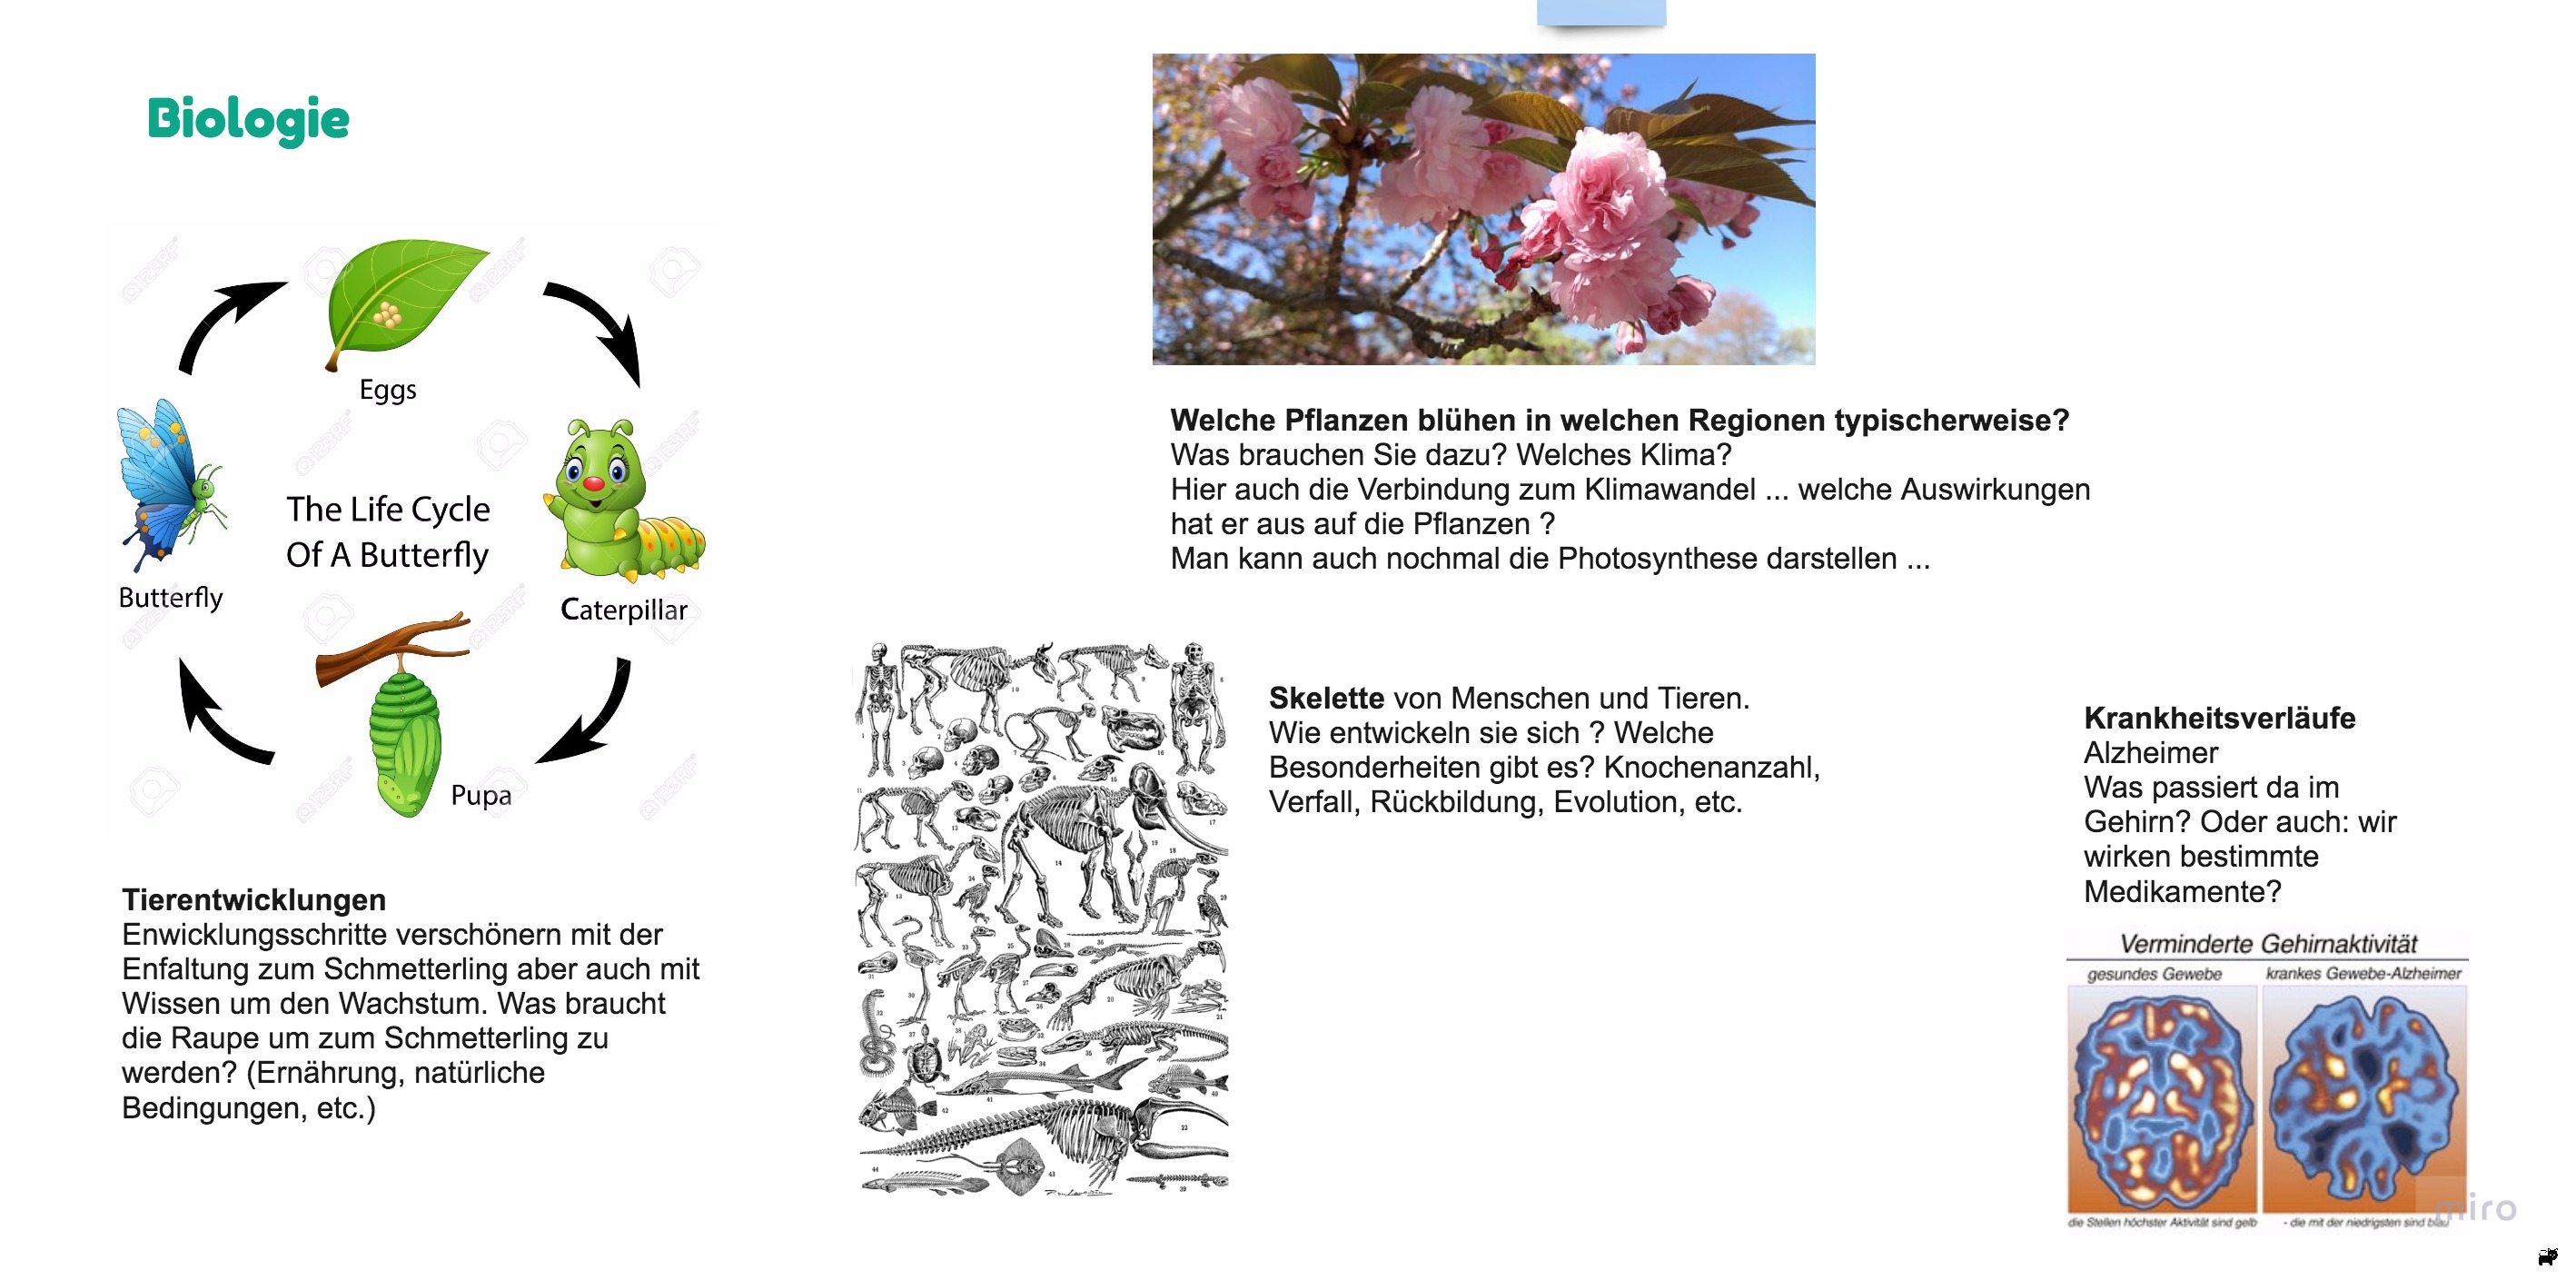 Biologie
Eggs
The Life Cycle
Of A Butterfly
Butterfly
Caterpillar
Pupa
Tierentwicklungen
Enwicklungsschritte verschönern mit der
Enfaltung zum Schmetterling aber auch mit
Wissen um den Wachstum. Was braucht
die Raupe um zum Schmetterling zu
werden? (Ernährung, natürliche
Bedingungen, etc.)
Welche Pflanzen blühen in welchen Regionen typischerweise?
Was brauchen Sie dazu? Welches Klima?
Hier auch die Verbindung zum Klimawandel ... welche Auswirkungen
hat er aus auf die Pflanzen ?
Man kann auch nochmal die Photosynthese darstellen ...
Skelette von Menschen und Tieren.
Wie entwickeln sie sich ? Welche
Besonderheiten gibt es? Knochenanzahl,
Verfall, Rückbildung, Evolution, etc.
Krankheitsverläufe
Alzheimer
Was passiert da im
Gehirn? Oder auch: wir
wirken bestimmte
Medikamente?
Verminderte Gehirnaktivität
gesundes Gewebe krankes Gewebe-Alzheimer
die Stellen höchster Aktivität sind gelb - die mit der niedrigsten sind blau
miro